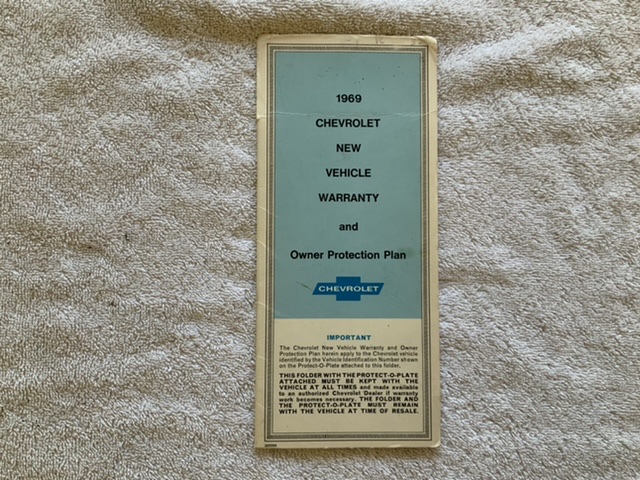 1969
CHEVROLET
NEW
VEHICLE
WARRANTY
and
Owner Protection Plan
CHEVROLET
IMPORTANT
The Chevrolet New Vehicle Warranty and Owner
Protection Plan herein apply to the Chevrolet vehicle
identified by the Vehicle Identification Number shown
on the Protect-O-Plate attached to this folder.
THIS FOLDER WITH THE PROTECT-O-PLATE
ATTACHED MUST BE KEPT WITH THE
VEHICLE AT ALL TIMES and made available
to an authorized Chevrolet Dealer if warranty
work becomes necessary. THE FOLDER AND
THE PROTECT-O-PLATE MUST REMAIN
WITH THE VEHICLE AT TIME OF RESALE.